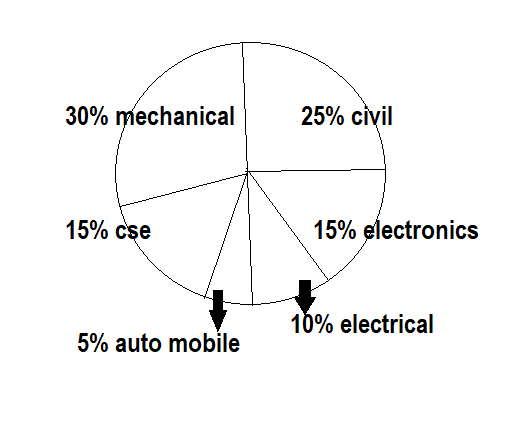 30% mechanical
25% civil
15% cse
15% electronics
10% electrical
5% auto mobile